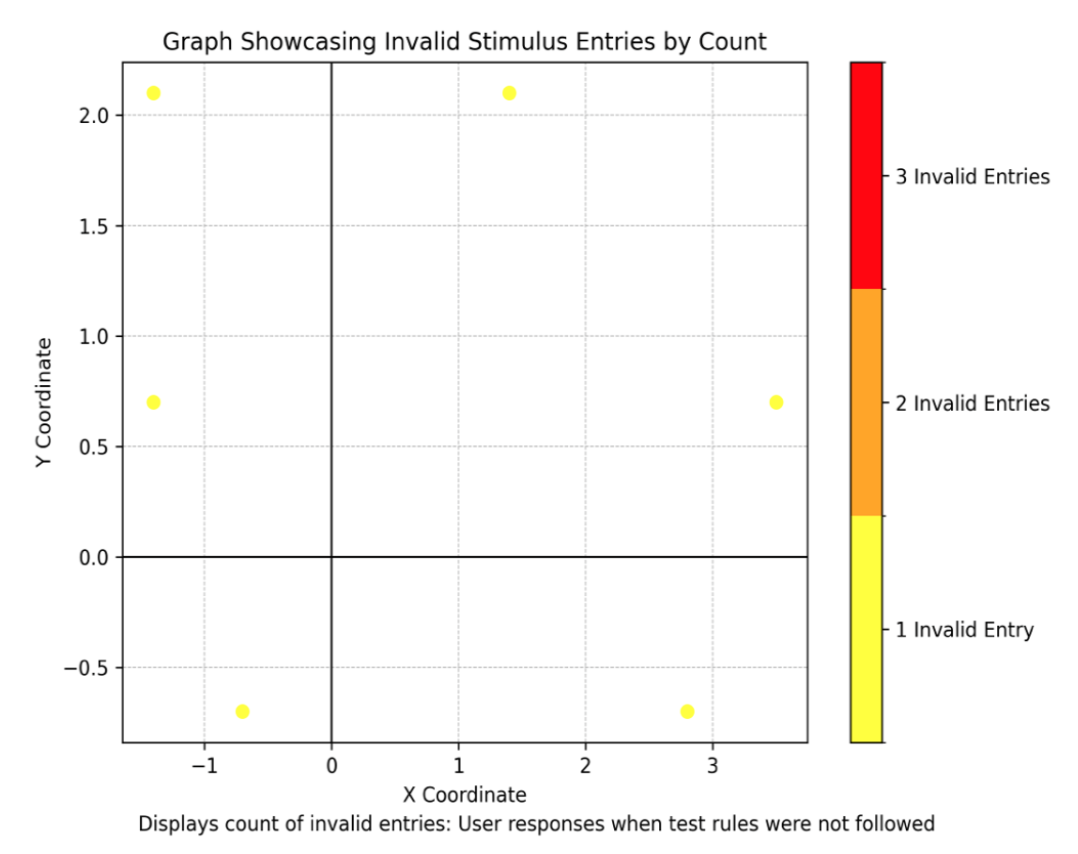 Graph Showcasing Invalid Stimulus Entries by Count
2.0
1.5
1.0
0.5
0.0
−0.5
Y Coordinate
−1
0
1
2
3
X Coordinate
Displays count of invalid entries: User responses when test rules were not followed
3 Invalid Entries
2 Invalid Entries
1 Invalid Entry